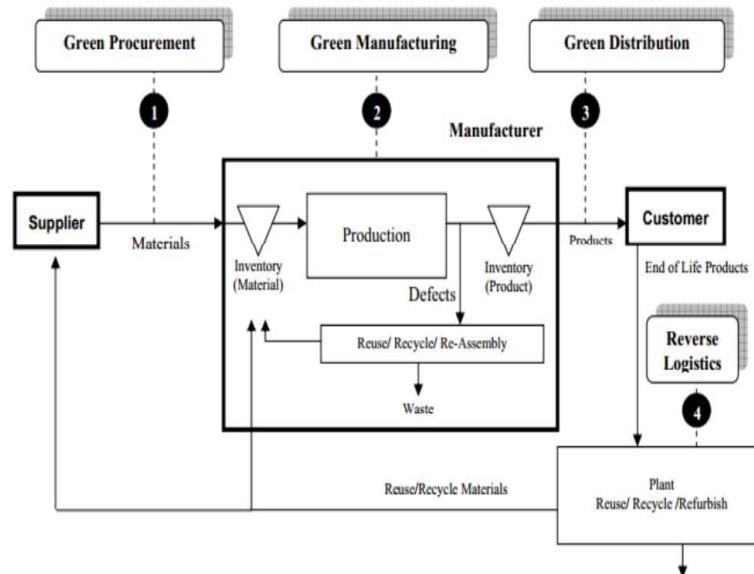 Green Procurement
Green Manufacturing
Green Distribution
1
2
3
Manufacturer
Supplier
Materials
Inventory
(Material)
Production
Defects
Inventory
(Product)
Products
Customer
End of Life Products
Reuse/ Recycle/ Re-Assembly
Waste
Reverse
Logistics
4
Reuse/Recycle Materials
Plant
Reuse/ Recycle /Refurbish